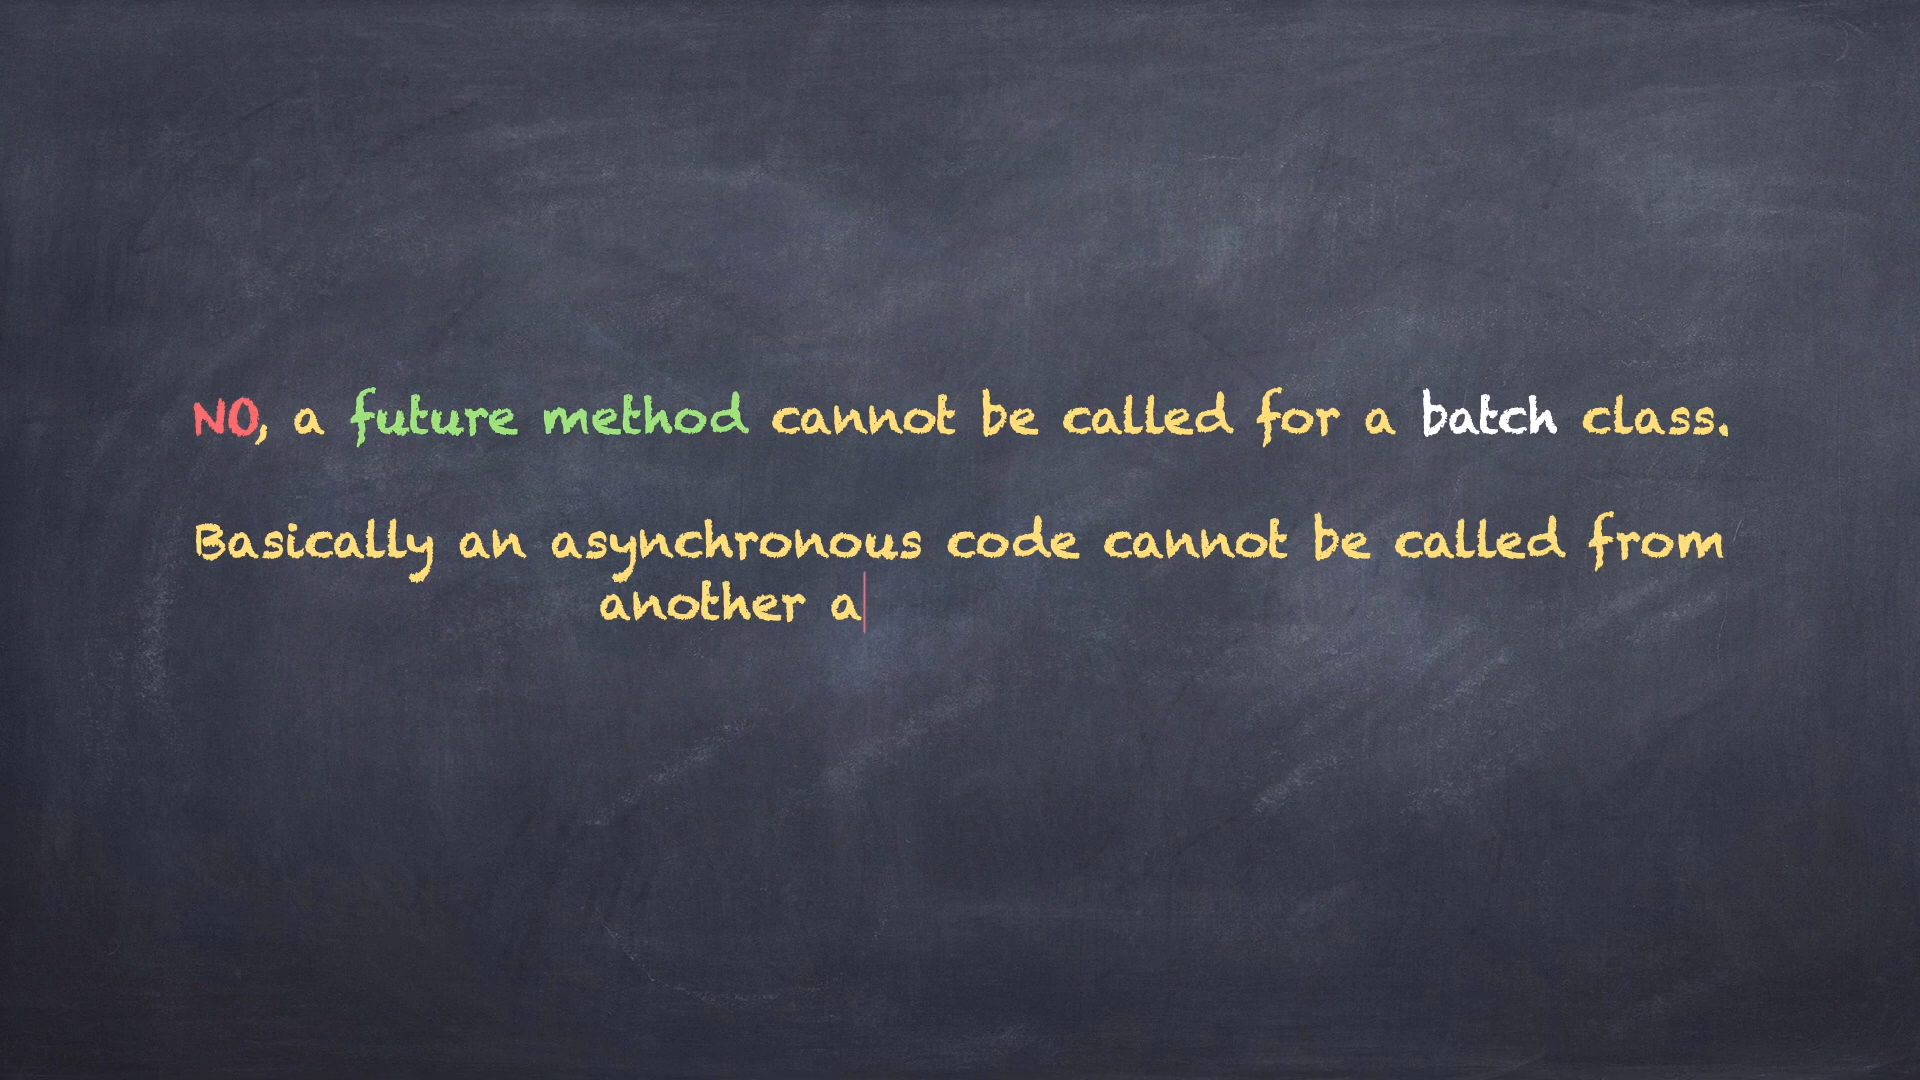 NO, a future method cannot be called for a batch class.
Basically an asynchronous code cannot be called from
another a